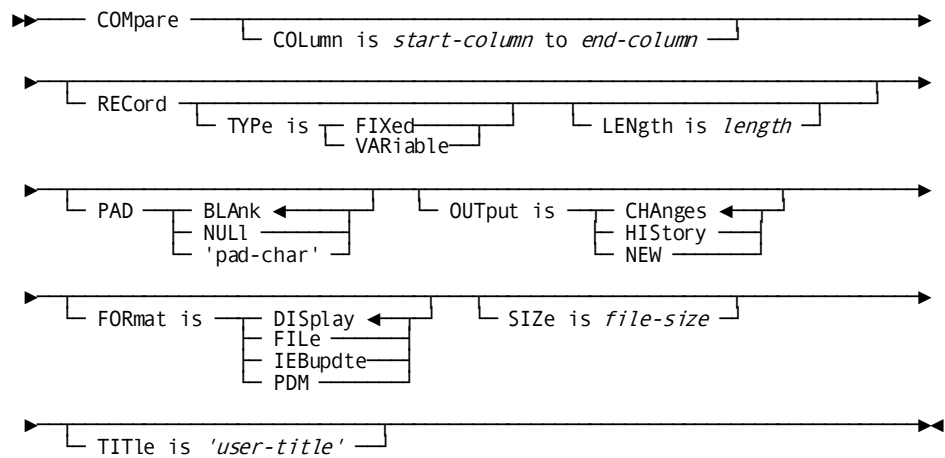 COMpare
COLumn is start-column to end-column
RECord
TYPe is FIXed LENgth is length
VARiable
PAD BLAnk OUTput is CHAnges
NULl HIStory
'pad-char' NEW
FORmat is DISplay SIZe is file-size
FILe
IEBupdte
PDM
TITle is 'user-title'